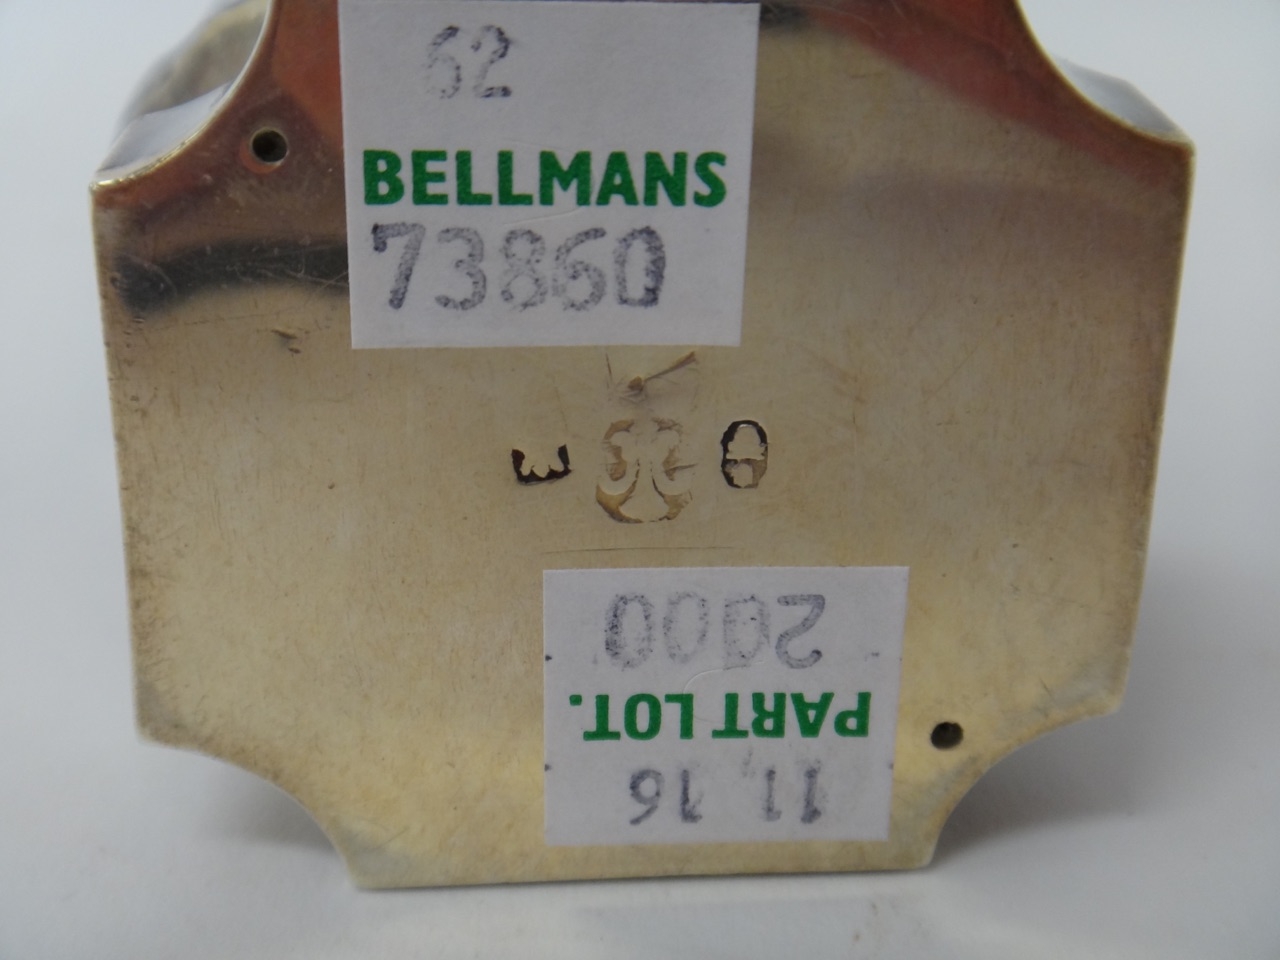 62
BELLMANS
73860
2000
PART LOT.
11, 16